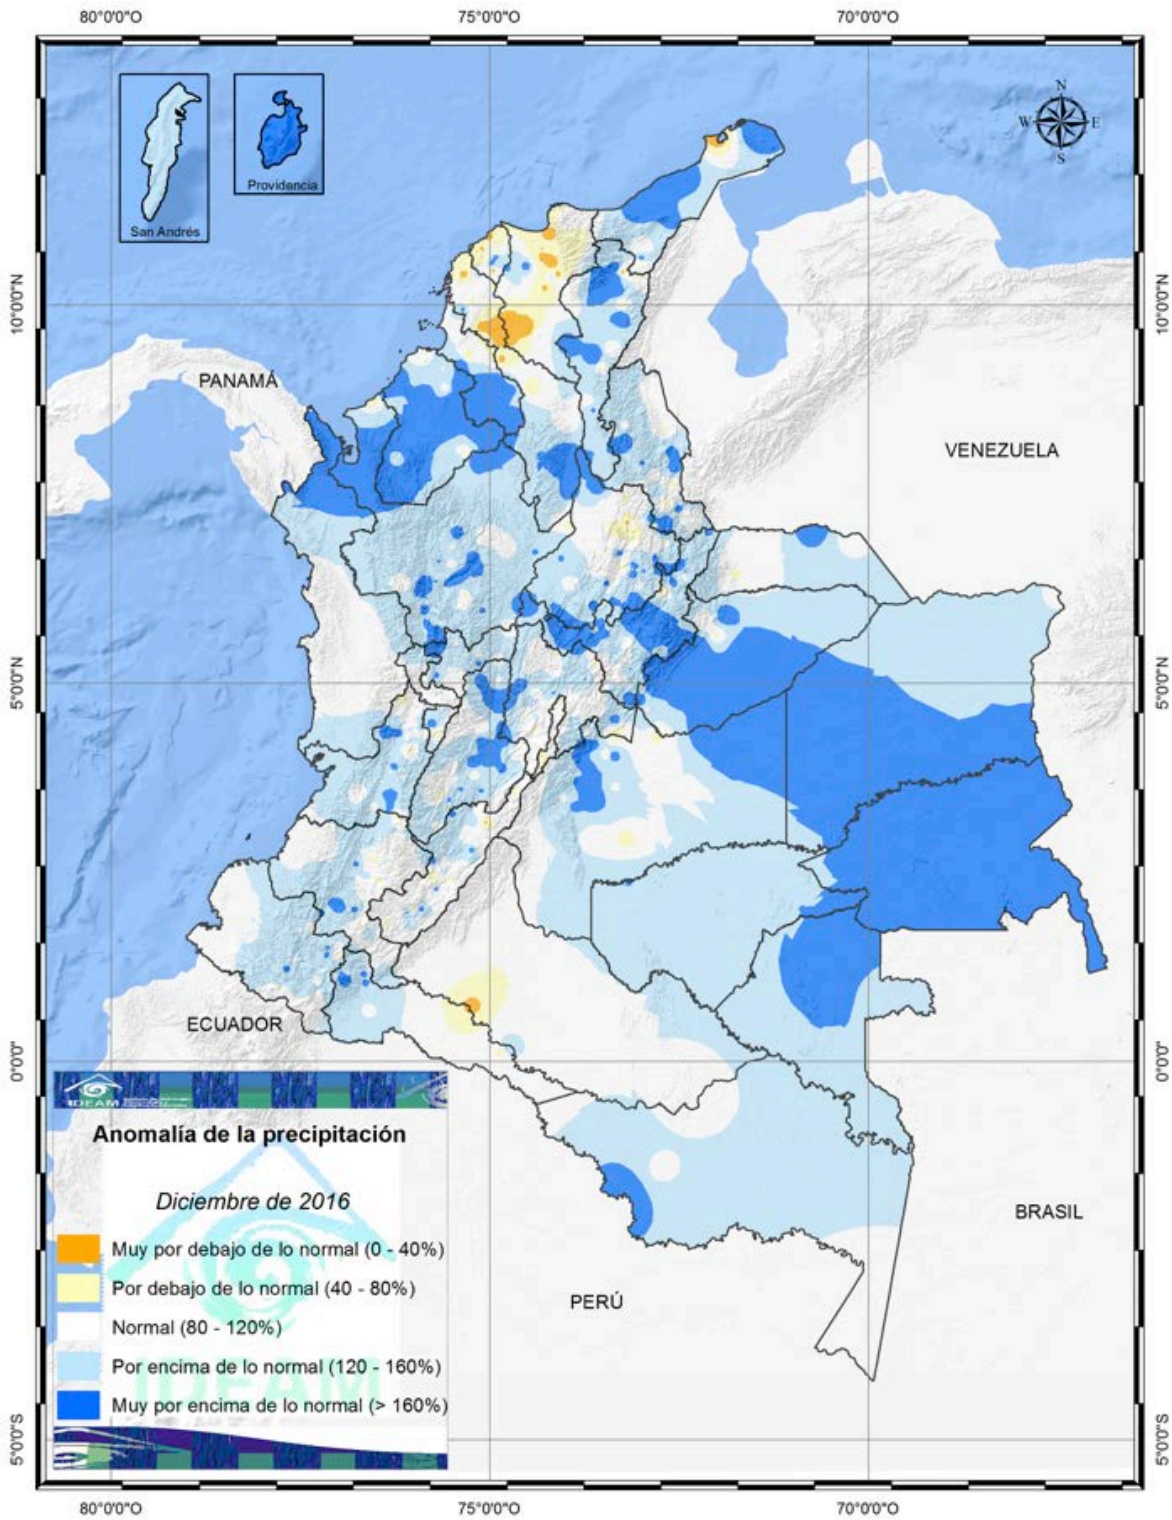 80°0'0"O 75°0'0"O 70°0'0"O
N
W E
S
San Andrés
Providencia
10°0'0"N
10°0'0"N
PANAMÁ
VENEZUELA
5°0'0"N
5°0'0"N
ECUADOR
0°0'0"
0°0'0"
IDEAM
Anomalía de la precipitación
Diciembre de 2016
Muy por debajo de lo normal (0 - 40%)
Por debajo de lo normal (40 - 80%)
Normal (80 - 120%)
Por encima de lo normal (120 - 160%)
Muy por encima de lo normal (> 160%)
IDEAM
BRASIL
PERÚ
5°0'0"S
5°0'0"S
80°0'0"O 75°0'0"O 70°0'0"O